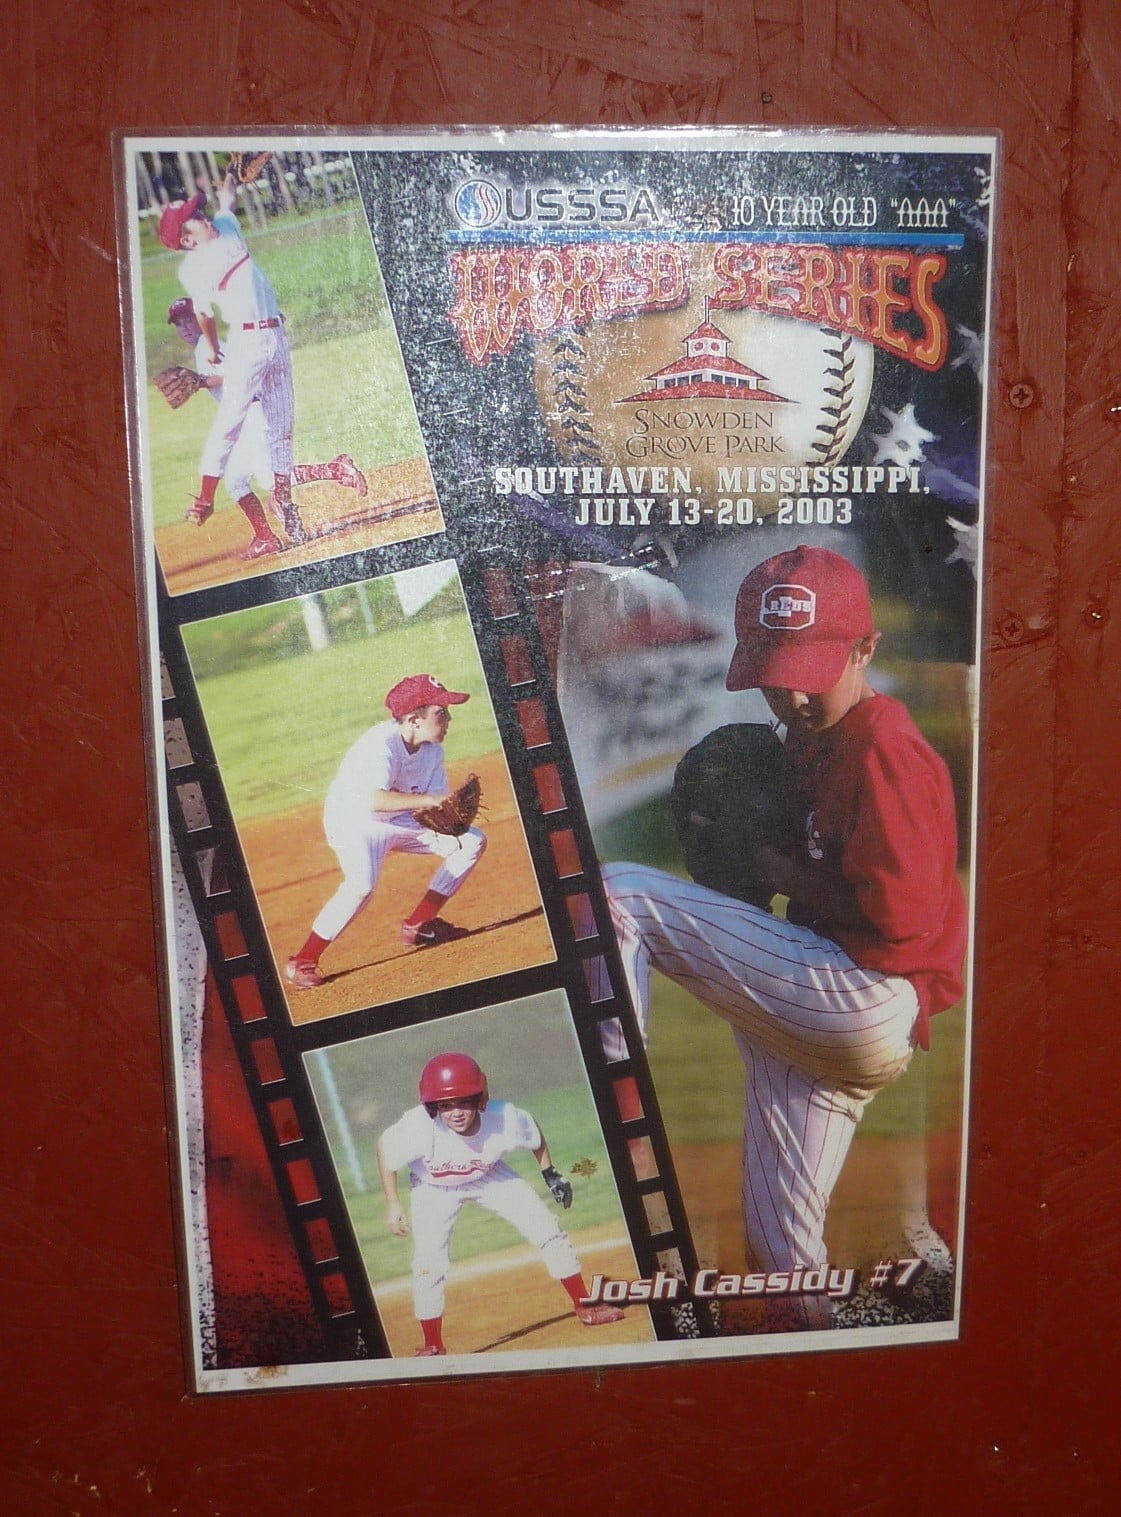 USSSA
10 YEAR OLD "AAA"
WORLD SERIES
SNOWDEN
GROVE PARK
SOUTHAVEN, MISSISSIPPI,
JULY 13-20, 2003
REDS
Josh Cassidy #7